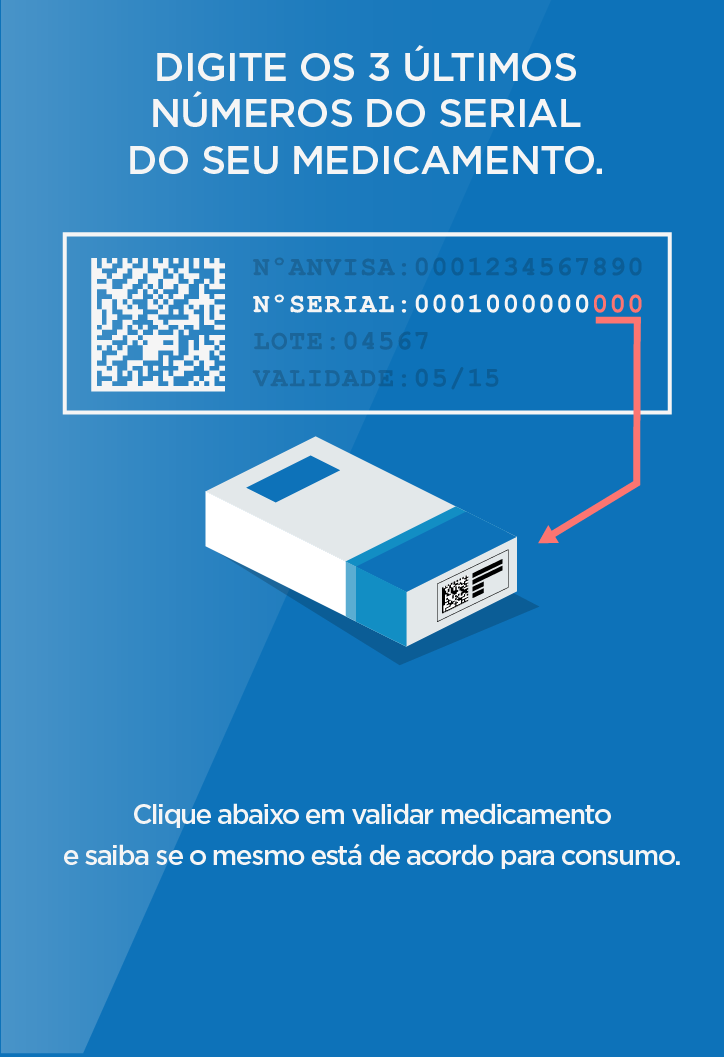 DIGITE OS 3 ÚLTIMOS
NÚMEROS DO SERIAL
DO SEU MEDICAMENTO.
N°ANVISA:0001234567890
N°SERIAL:0001000000000
LOTE:04567
VALIDADE:05/15
Clique abaixo em validar medicamento
e saiba se o mesmo está de acordo para consumo.